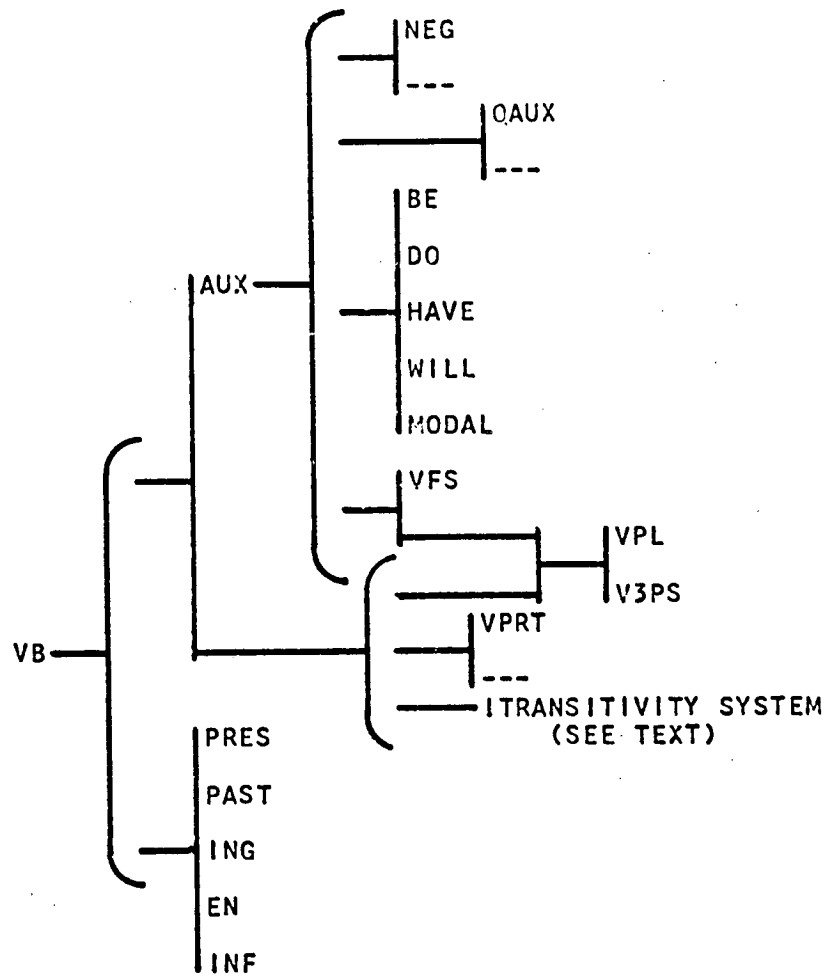 NEG
---
QAUX
---
BE
DO
AUX
HAVE
WILL
MODAL
VFS
VPL
V3PS
VPRT
VB
---
ITRANSITIVITY SYSTEM
(SEE TEXT)
PRES
PAST
ING
EN
INF